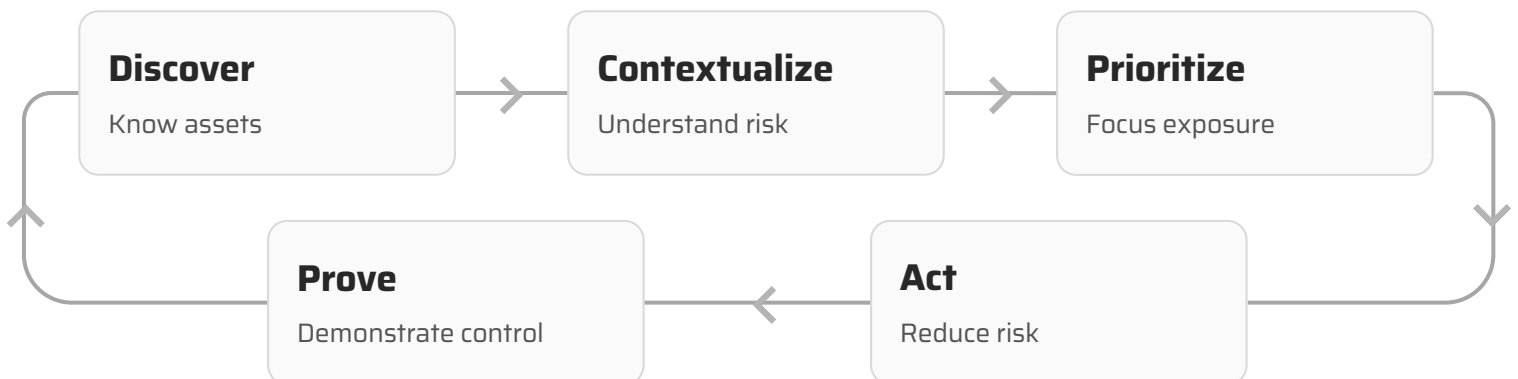 Discover
Know assets
Contextualize
Understand risk
Prioritize
Focus exposure
Act
Reduce risk
Prove
Demonstrate control